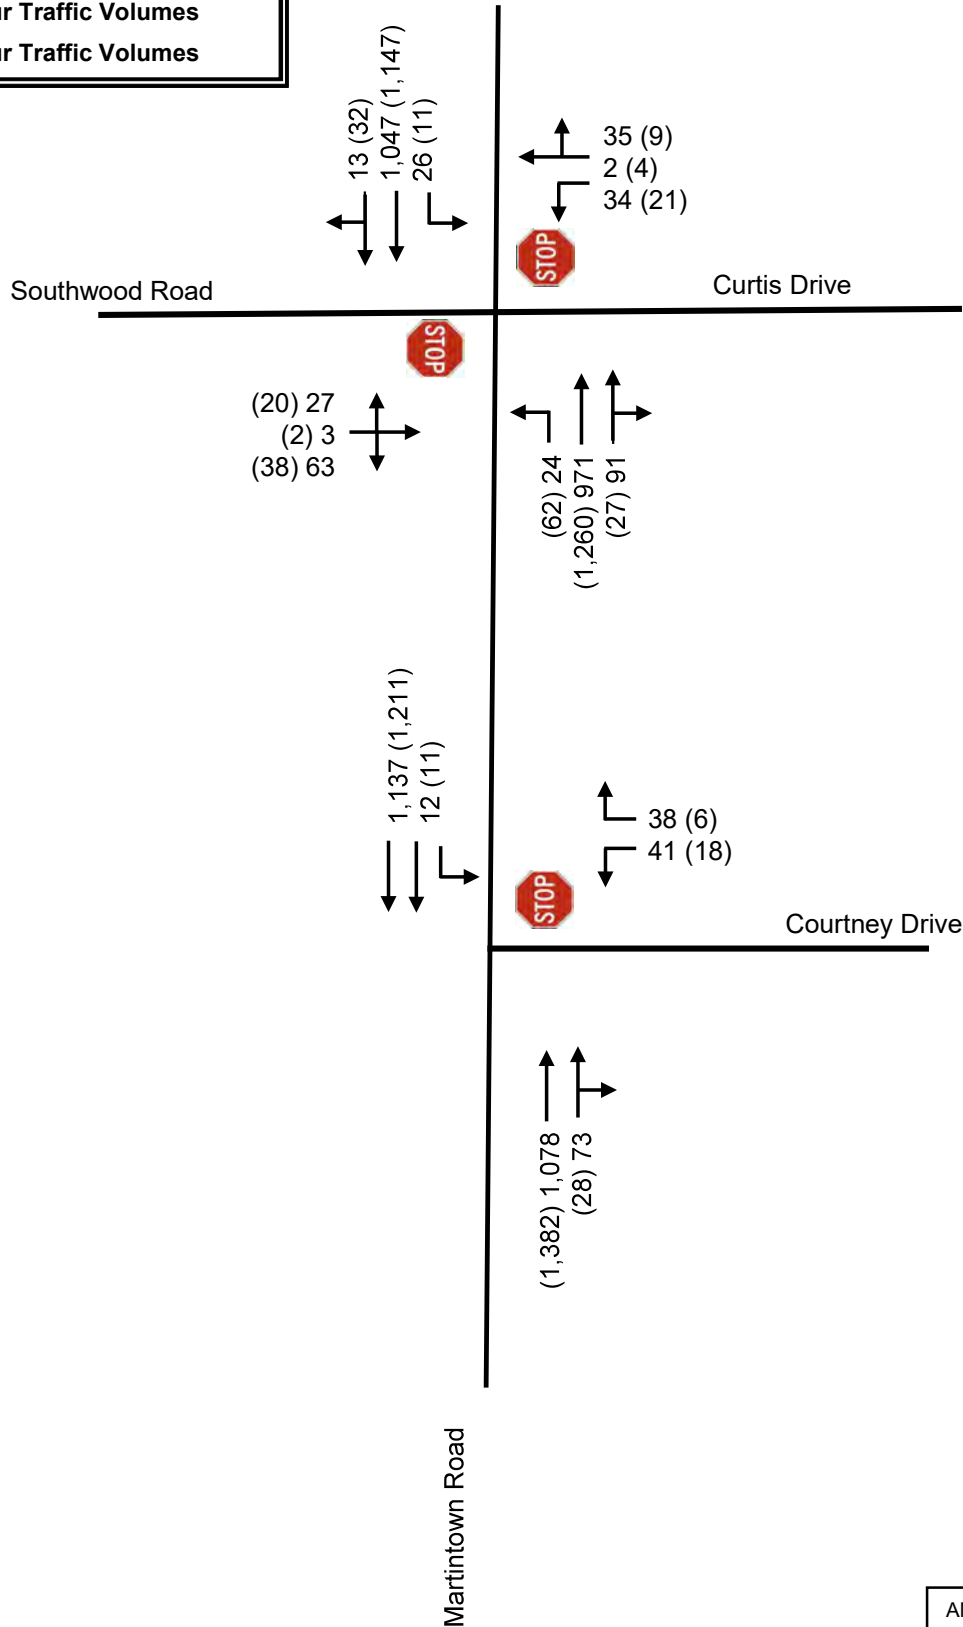 Traffic Volumes
Traffic Volumes
13 (32)
1,047 (1,147)
26 (11)
35 (9)
2 (4)
34 (21)
STOP
Southwood Road
Curtis Drive
STOP
(20) 27
(2) 3
(38) 63
(62) 24
(1,260) 971
(27) 91
1,137 (1,211)
12 (11)
38 (6)
41 (18)
STOP
Courtney Drive
(1,382) 1,078
(28) 73
Martintown Road